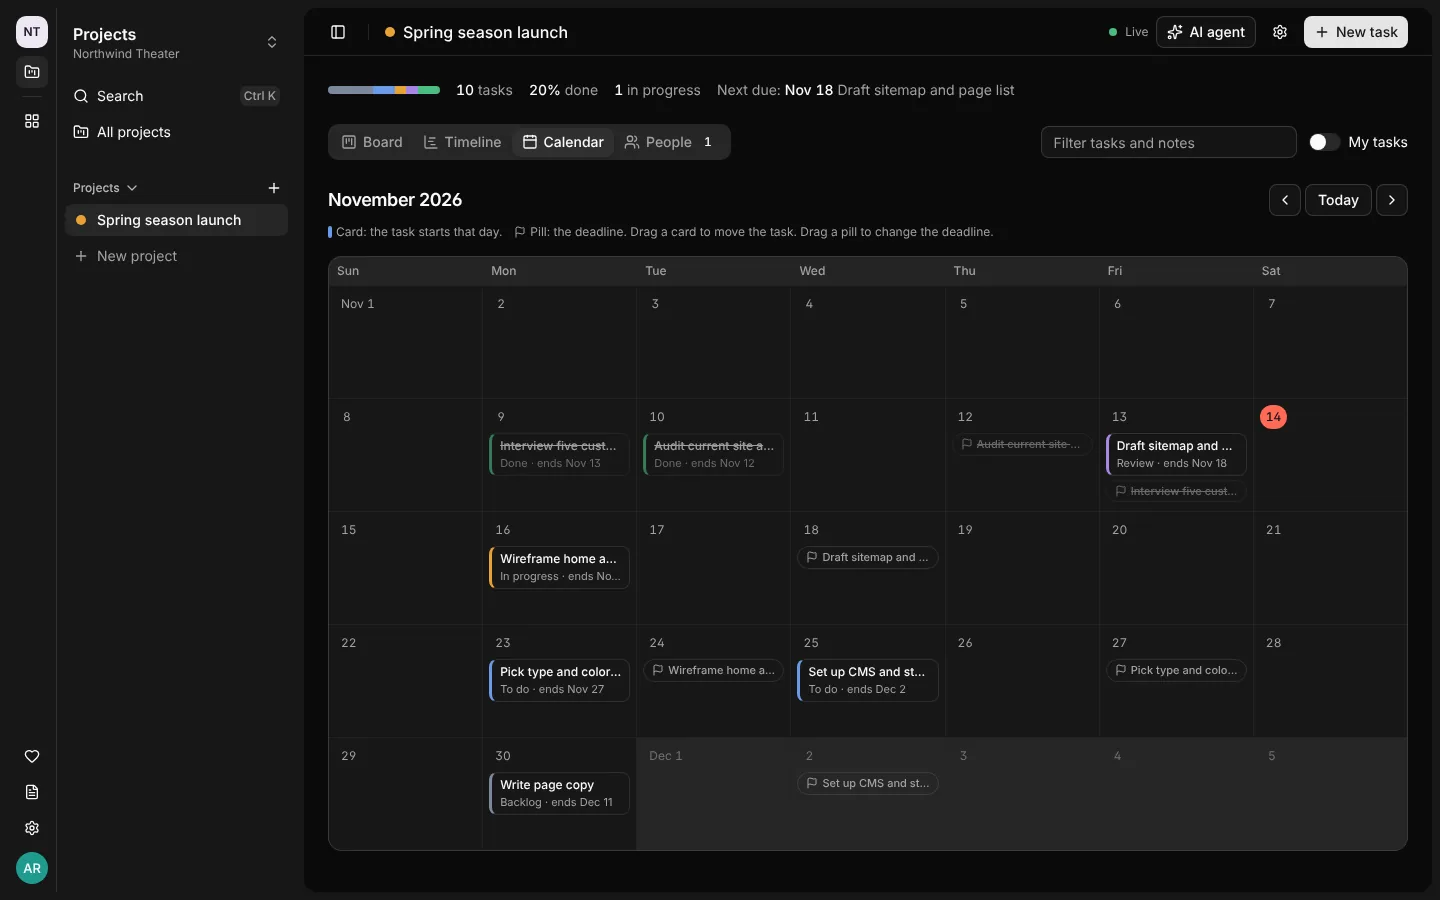 NT
Projects
Northwind Theater
Search
Ctrl K
All projects
Projects
Spring season launch
New project
AR
Spring season launch
Live
AI agent
New task
10 tasks
20% done
1 in progress
Next due: Nov 18 Draft sitemap and page list
Board
Timeline
Calendar
People 1
Filter tasks and notes
My tasks
November 2026
Today
Card: the task starts that day.
Pill: the deadline. Drag a card to move the task. Drag a pill to change the deadline.
Sun Mon Tue Wed Thu Fri Sat
Nov 1 2 3 4 5 6 7
8 9 10 11 12 13 14
Interview five cust...
Done · ends Nov 13
Audit current site a...
Done · ends Nov 12
Audit current site ...
Draft sitemap and ...
Review · ends Nov 18
Interview five cust...
15 16 17 18 19 20 21
Wireframe home a...
In progress · ends No...
Draft sitemap and ...
22 23 24 25 26 27 28
Pick type and color...
To do · ends Nov 27
Wireframe home a...
Set up CMS and st...
To do · ends Dec 2
Pick type and colo...
29 30 Dec 1 2 3 4 5
Write page copy
Backlog · ends Dec 11
Set up CMS and st...